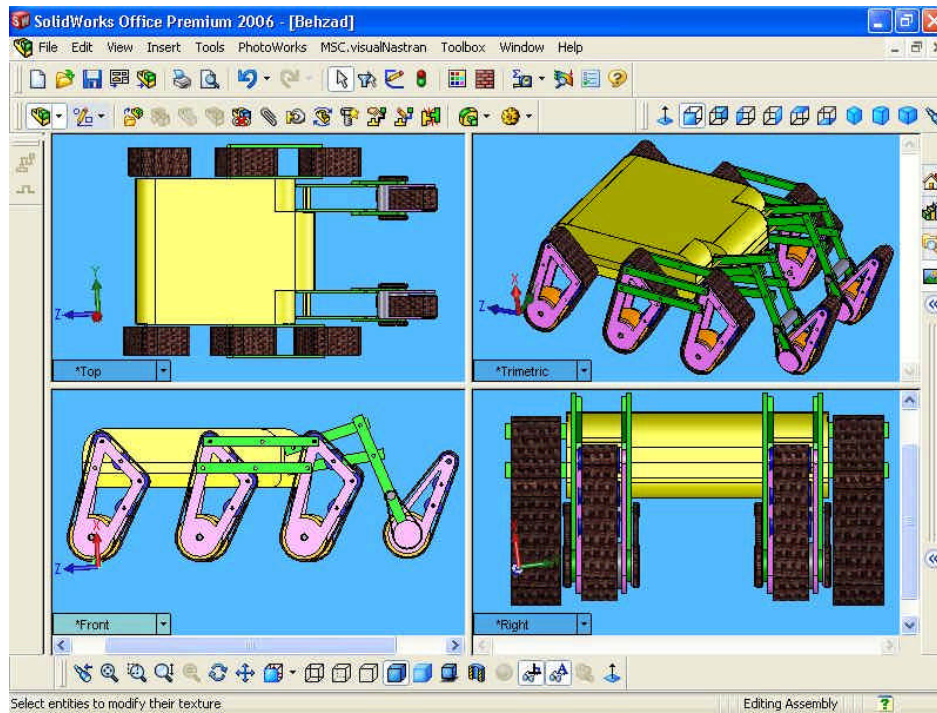 SolidWorks Office Premium 2006 - [Behzad]
File Edit View Insert Tools PhotoWorks MSC.visualNastran Toolbox Window Help
Y
Z
*Top
X
Z
*Trimetric
X
Z
*Front
*Right
Select entities to modify their texture
Editing Assembly